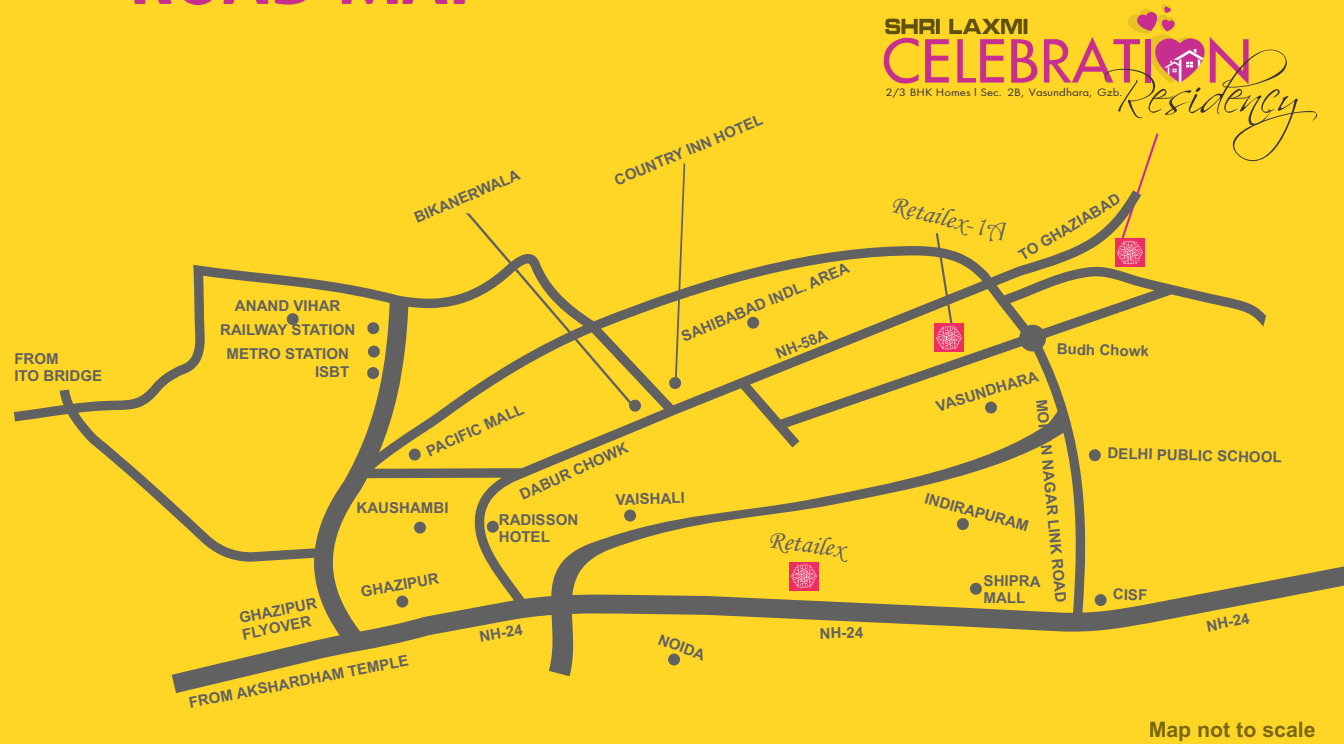 ROAD MAP
SHRI LAXMI
CELEBRATION
2/3 BHK Homes l Sec. 2B, Vasundhara, Gzb.
Residency
COUNTRY INN HOTEL
BIKANERWALA
Retailex-1A
TO GHAZIABAD
SAHIBABAD INDL. AREA
ANAND VIHAR
RAILWAY STATION
METRO STATION
ISBT
FROM
ITO BRIDGE
NH-58A
Budh Chowk
VASUNDHARA
PACIFIC MALL
DABUR CHOWK
MOHAN NAGAR LINK ROAD
DELHI PUBLIC SCHOOL
KAUSHAMBI
RADISSON
HOTEL
VAISHALI
INDIRAPURAM
Retailex
GHAZIPUR
SHIPRA
MALL
CISF
GHAZIPUR
FLYOVER
NH-24
NH-24
NH-24
NOIDA
FROM AKSHARDHAM TEMPLE
Map not to scale